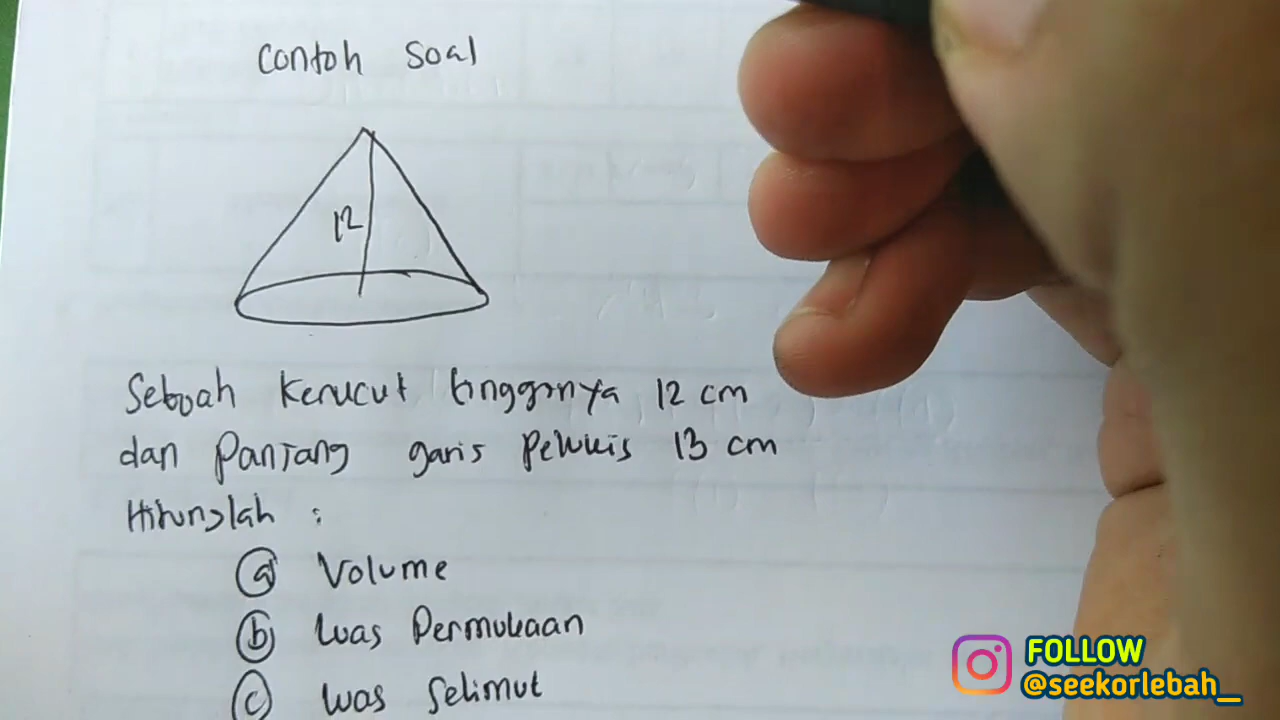 Contoh Soal
12
Sebuah Kerucut tingginya 12 cm
dan Panjang garis Pelukis 13 cm
Hitunglah :
a Volume
b Luas Permukaan
c Luas Selimut
FOLLOW
@seekorlebah_